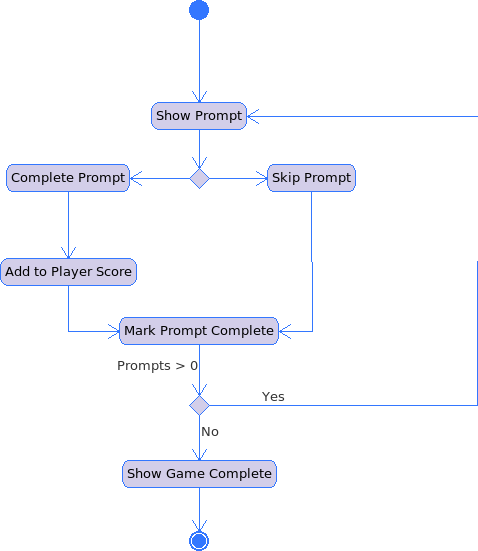 Show Prompt
Complete Prompt
Skip Prompt
Add to Player Score
Mark Prompt Complete
Prompts > 0
Yes
No
Show Game Complete